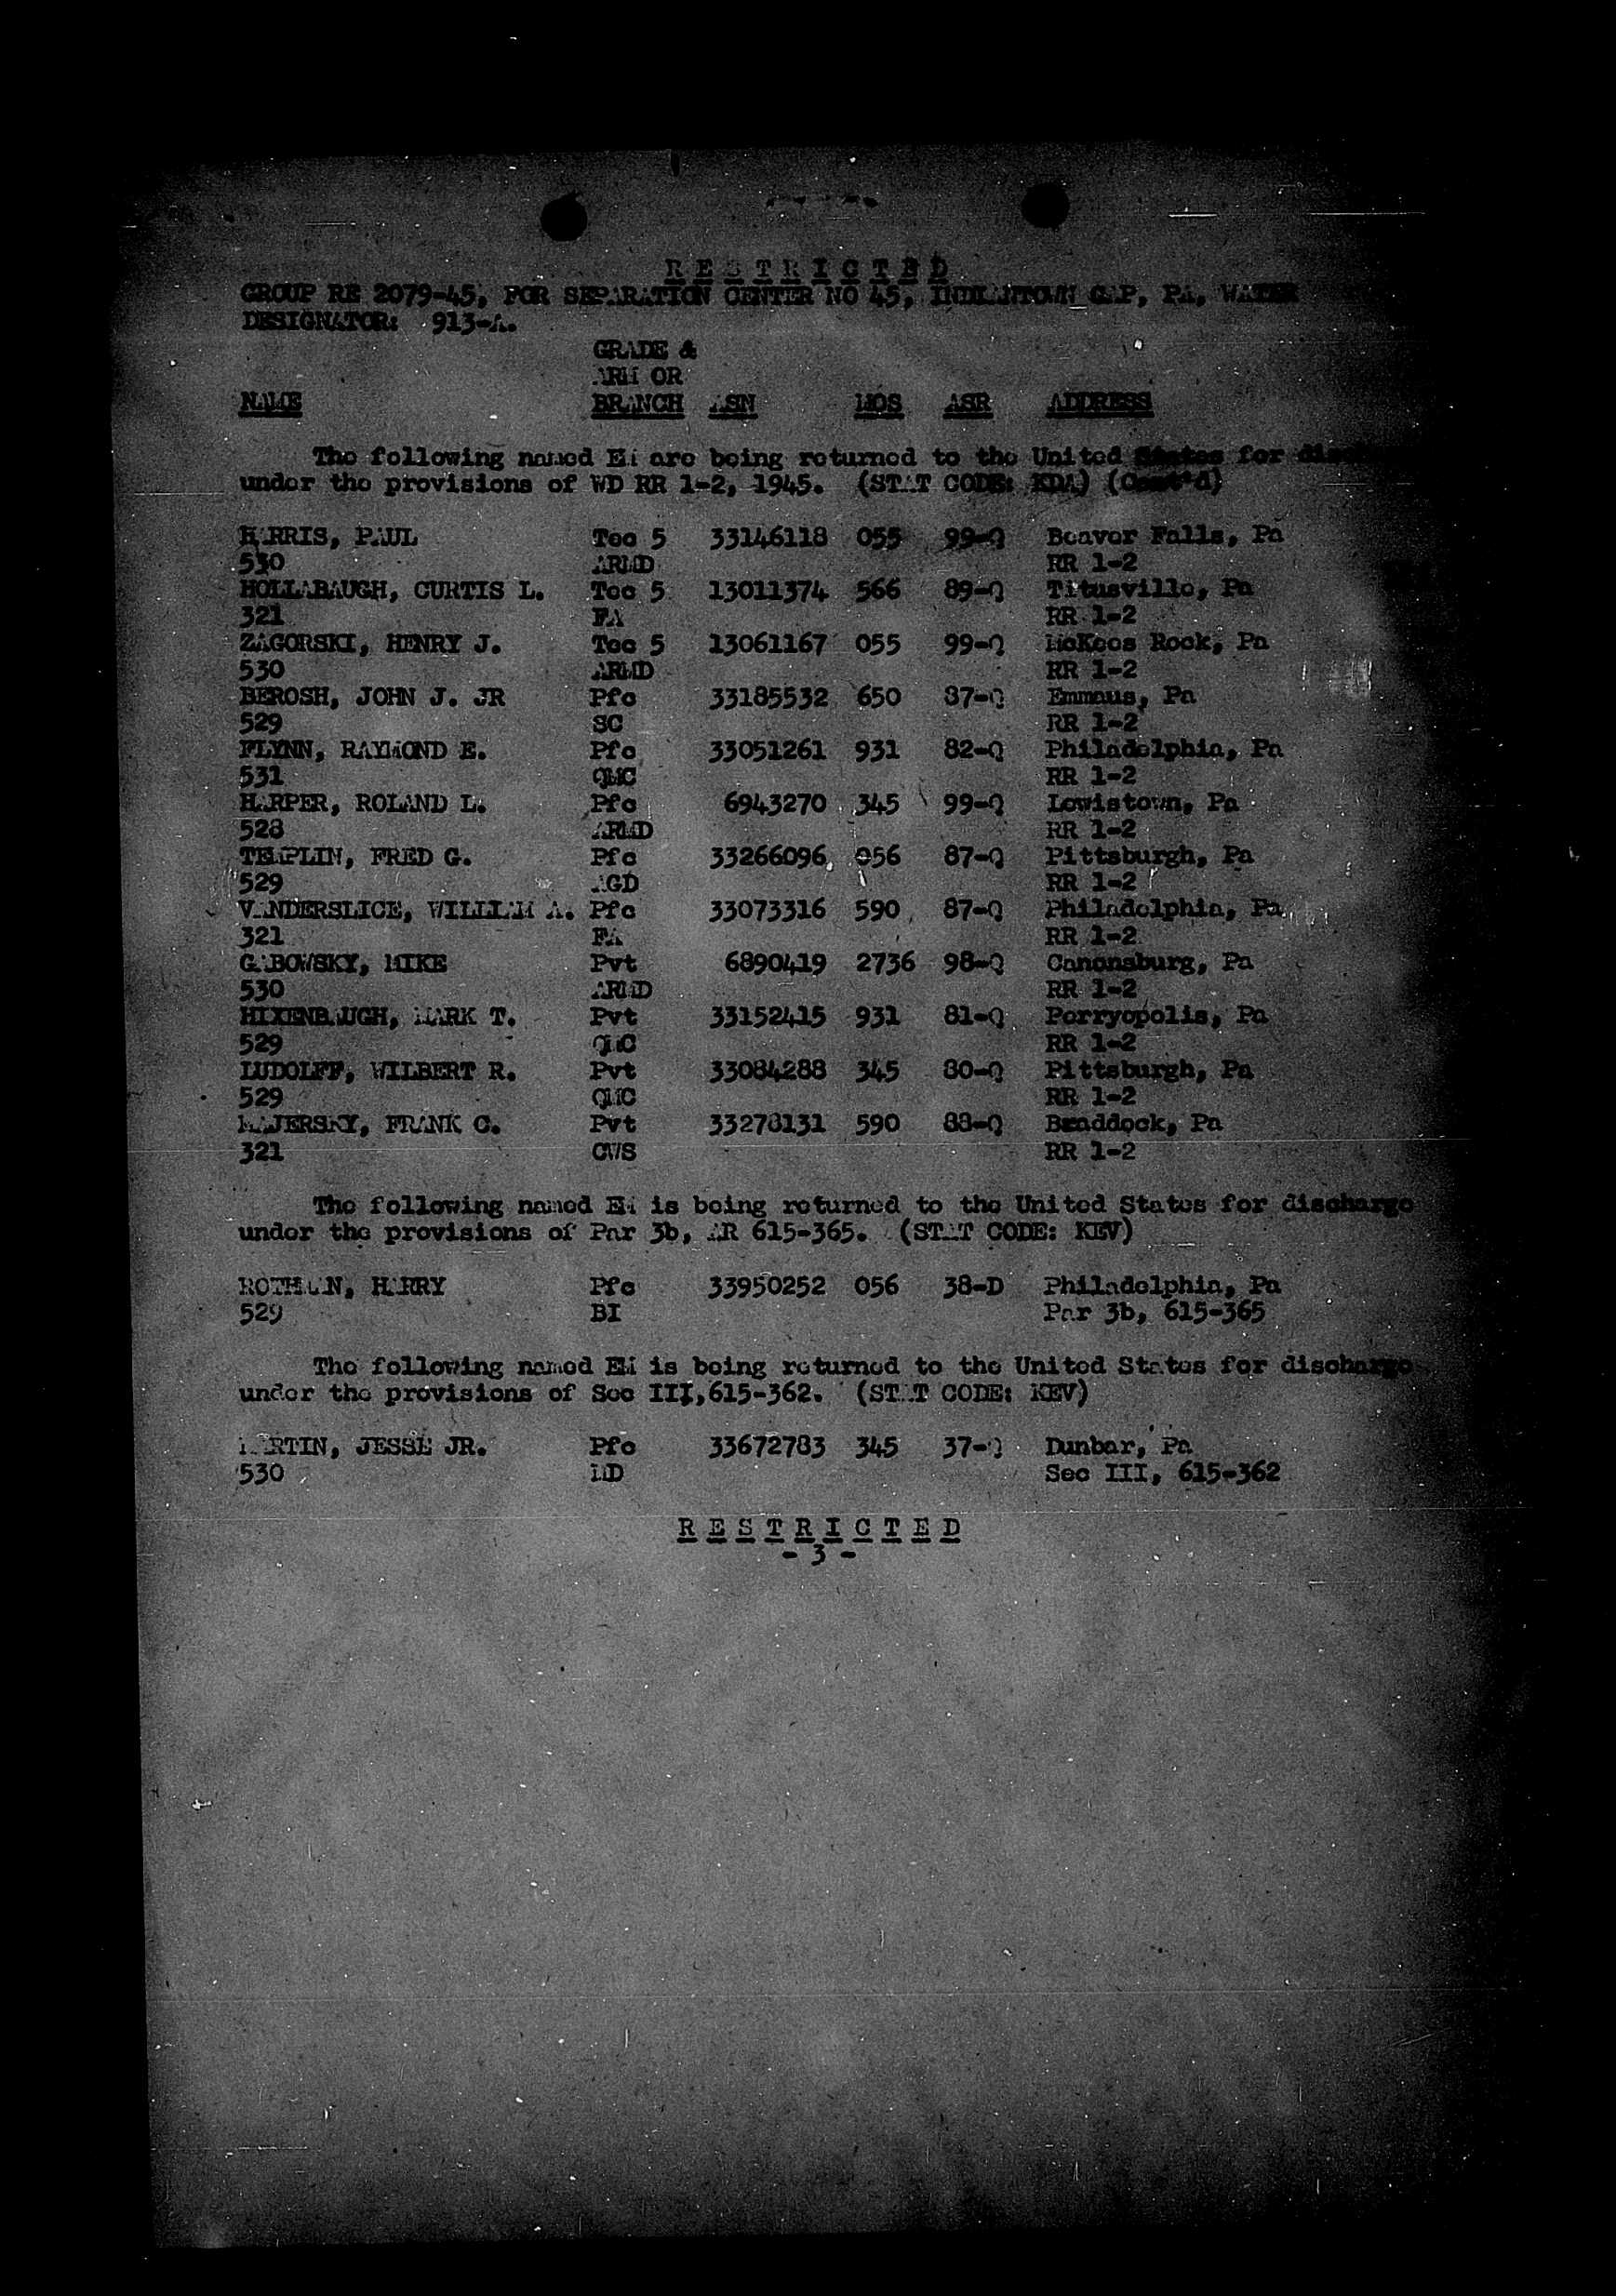 R E S T R I C T E D
GROUP RE 2079-45, FOR SEPARATION CENTER NO 45, INDIANTOWN GAP, PA, WATER
DESIGNATOR: 913-A.
GRADE &
ARM OR
NAME BRANCH ASN MOS ASR ADDRESS
The following named EM are being returned to the United States for
under the provisions of WD RR 1-2, 1945. (STAT CODE: KDA) (Cont'd)
HARRIS, PAUL Tec 5 33146118 055 99-Q Beaver Falls, Pa
530 ARMD RR 1-2
HOLLABAUGH, CURTIS L. Tec 5 13011374 566 89-Q Titusville, Pa
321 FA RR 1-2
ZAGORSKI, HENRY J. Tec 5 13061167 055 99-Q McKees Rock, Pa
530 ARMD RR 1-2
BEROSH, JOHN J. JR Pfc 33185532 650 87-Q Emmaus, Pa
529 SC RR 1-2
FLYNN, RAYMOND E. Pfc 33051261 931 82-Q Philadelphia, Pa
531 QMC RR 1-2
HARPER, ROLAND L. Pfc 6943270 345 99-Q Lewistown, Pa
528 ARMD RR 1-2
TEMPLIN, FRED G. Pfc 33266096 056 87-Q Pittsburgh, Pa
529 AGD RR 1-2
VANDERSLICE, WILLIAM A. Pfc 33073316 590 87-Q Philadelphia, Pa
321 FA RR 1-2
GABOWSKY, MIKE Pvt 6890419 2736 98-Q Canonsburg, Pa
530 ARMD RR 1-2
HIXENBAUGH, MARK T. Pvt 33152415 931 81-Q Perryopolis, Pa
529 QMC RR 1-2
LUDOLFF, WILBERT R. Pvt 33084288 345 80-Q Pittsburgh, Pa
529 QMC RR 1-2
MAJERSKY, FRANK C. Pvt 33278131 590 88-Q Braddock, Pa
321 CWS RR 1-2
The following named EM is being returned to the United States for discharge
under the provisions of Par 3b, AR 615-365. (STAT CODE: KEV)
ROTHMAN, HARRY Pfc 33950252 056 38-D Philadelphia, Pa
529 BI Par 3b, 615-365
The following named EM is being returned to the United States for discharge
under the provisions of Sec III, 615-362. (STAT CODE: KEV)
MARTIN, JESSE JR. Pfc 33672783 345 37-Q Dunbar, Pa
530 MD Sec III, 615-362
R E S T R I C T E D
- 3 -